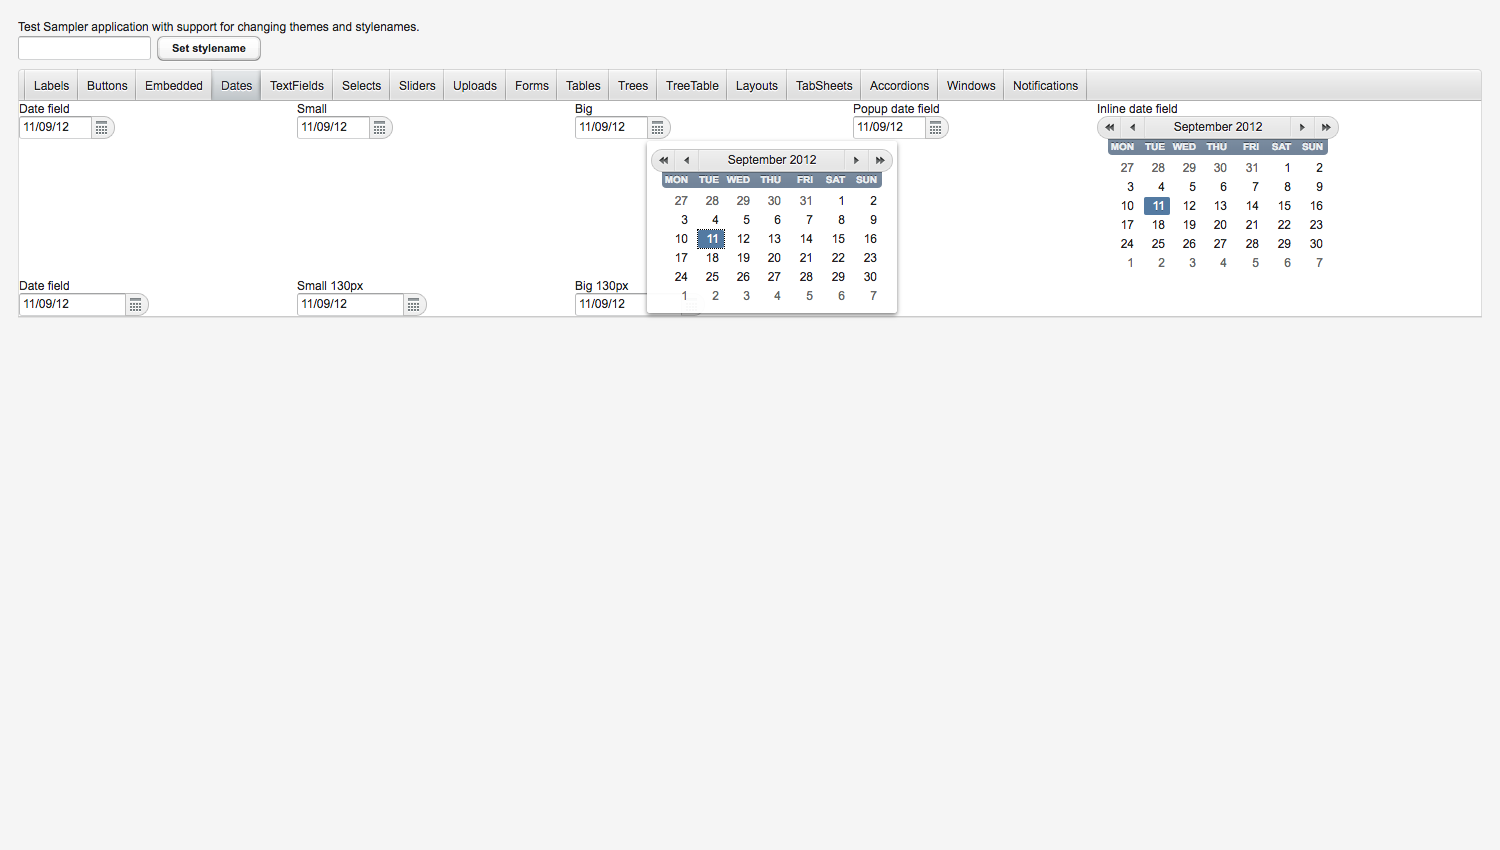 Test Sampler application with support for changing themes and stylenames.
Set stylename
Labels Buttons Embedded Dates TextFields Selects Sliders Uploads Forms Tables Trees TreeTable Layouts TabSheets Accordions Windows Notifications
Date field Small Big Popup date field Inline date field
11/09/12 11/09/12 11/09/12 11/09/12 September 2012
MON TUE WED THU FRI SAT SUN
27 28 29 30 31 1 2
3 4 5 6 7 8 9
10 11 12 13 14 15 16
17 18 19 20 21 22 23
24 25 26 27 28 29 30
1 2 3 4 5 6 7
September 2012
MON TUE WED THU FRI SAT SUN
27 28 29 30 31 1 2
3 4 5 6 7 8 9
10 11 12 13 14 15 16
17 18 19 20 21 22 23
24 25 26 27 28 29 30
1 2 3 4 5 6 7
Date field Small 130px Big 130px
11/09/12 11/09/12 11/09/12